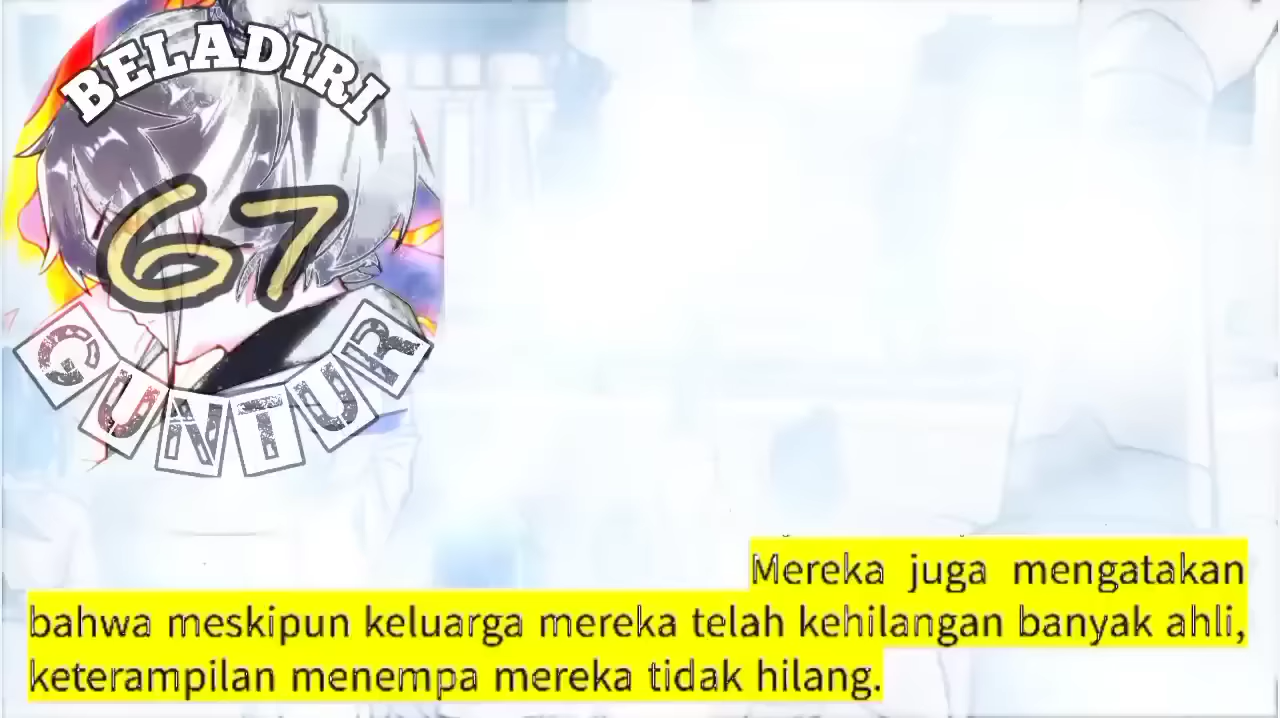 BELADIRI
67
GUNTUR
Mereka juga mengatakan
bahwa meskipun keluarga mereka telah kehilangan banyak ahli,
keterampilan menempa mereka tidak hilang.